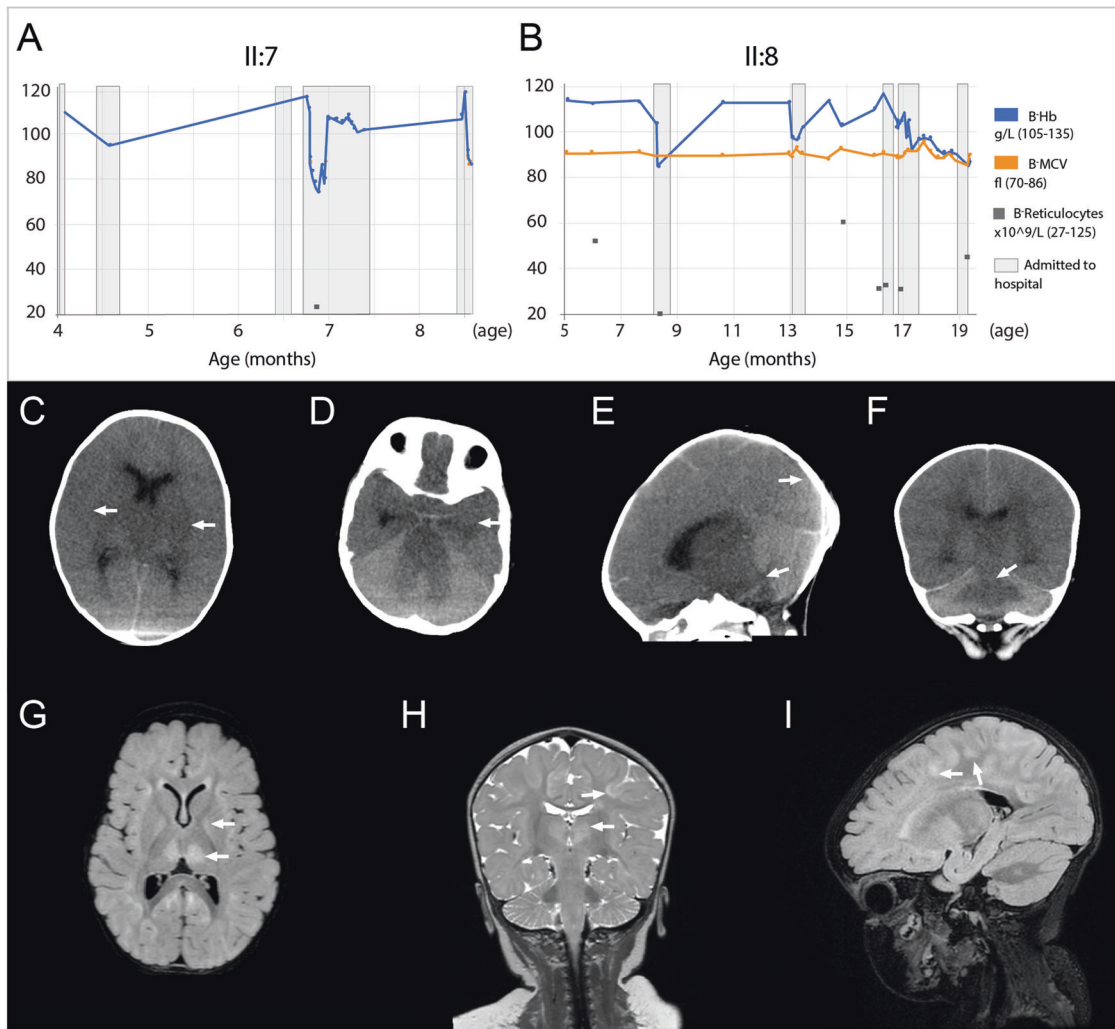 A
II:7
120
100
80
60
40
20
4
5
6
7
8
(age)
Age (months)
B
II:8
120
100
80
60
40
20
5
7
9
11
13
15
17
19
(age)
Age (months)
B-Hb
g/L (105-135)
B-MCV
fl (70-86)
B-Reticulocytes
x10^9/L (27-125)
Admitted to
hospital
C
D
E
F
G
H
I